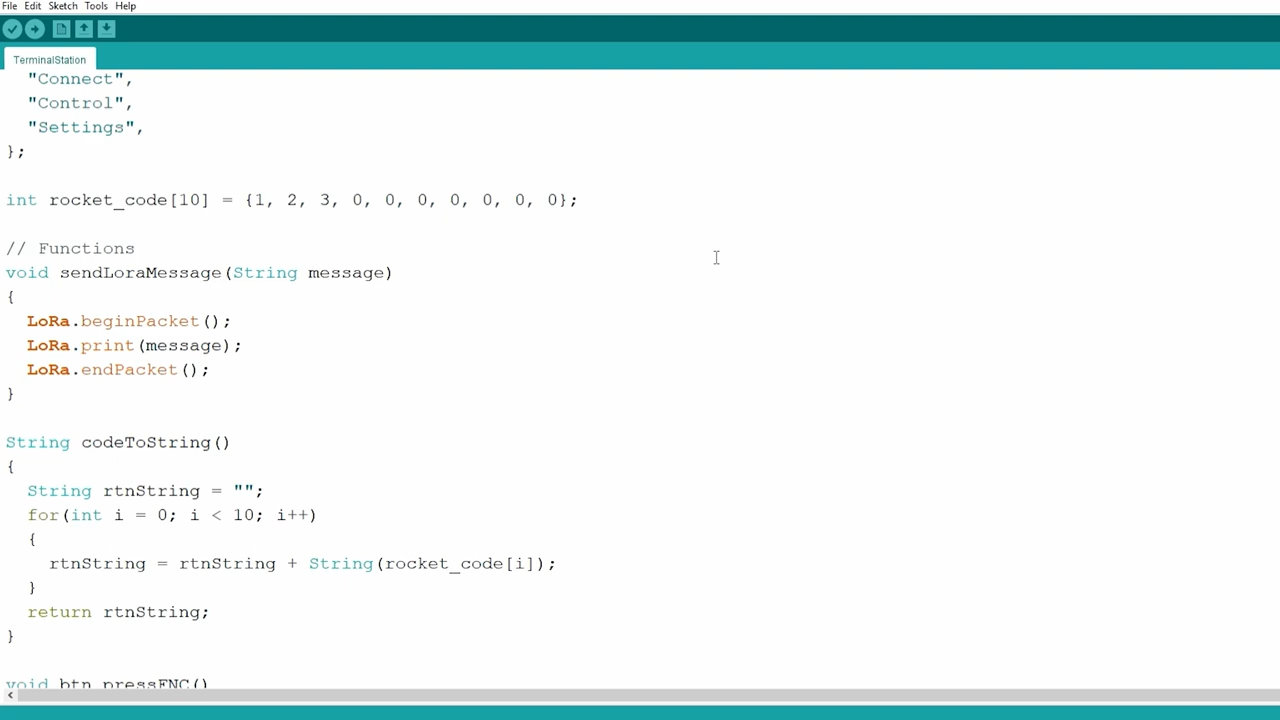 File Edit Sketch Tools Help
TerminalStation
"Connect",
"Control",
"Settings",
};
int rocket_code[10] = {1, 2, 3, 0, 0, 0, 0, 0, 0, 0};
// Functions
void sendLoraMessage(String message)
{
LoRa.beginPacket();
LoRa.print(message);
LoRa.endPacket();
}
String codeToString()
{
String rtnString = "";
for(int i = 0; i < 10; i++)
{
rtnString = rtnString + String(rocket_code[i]);
}
return rtnString;
}
void btn_pressFNC()